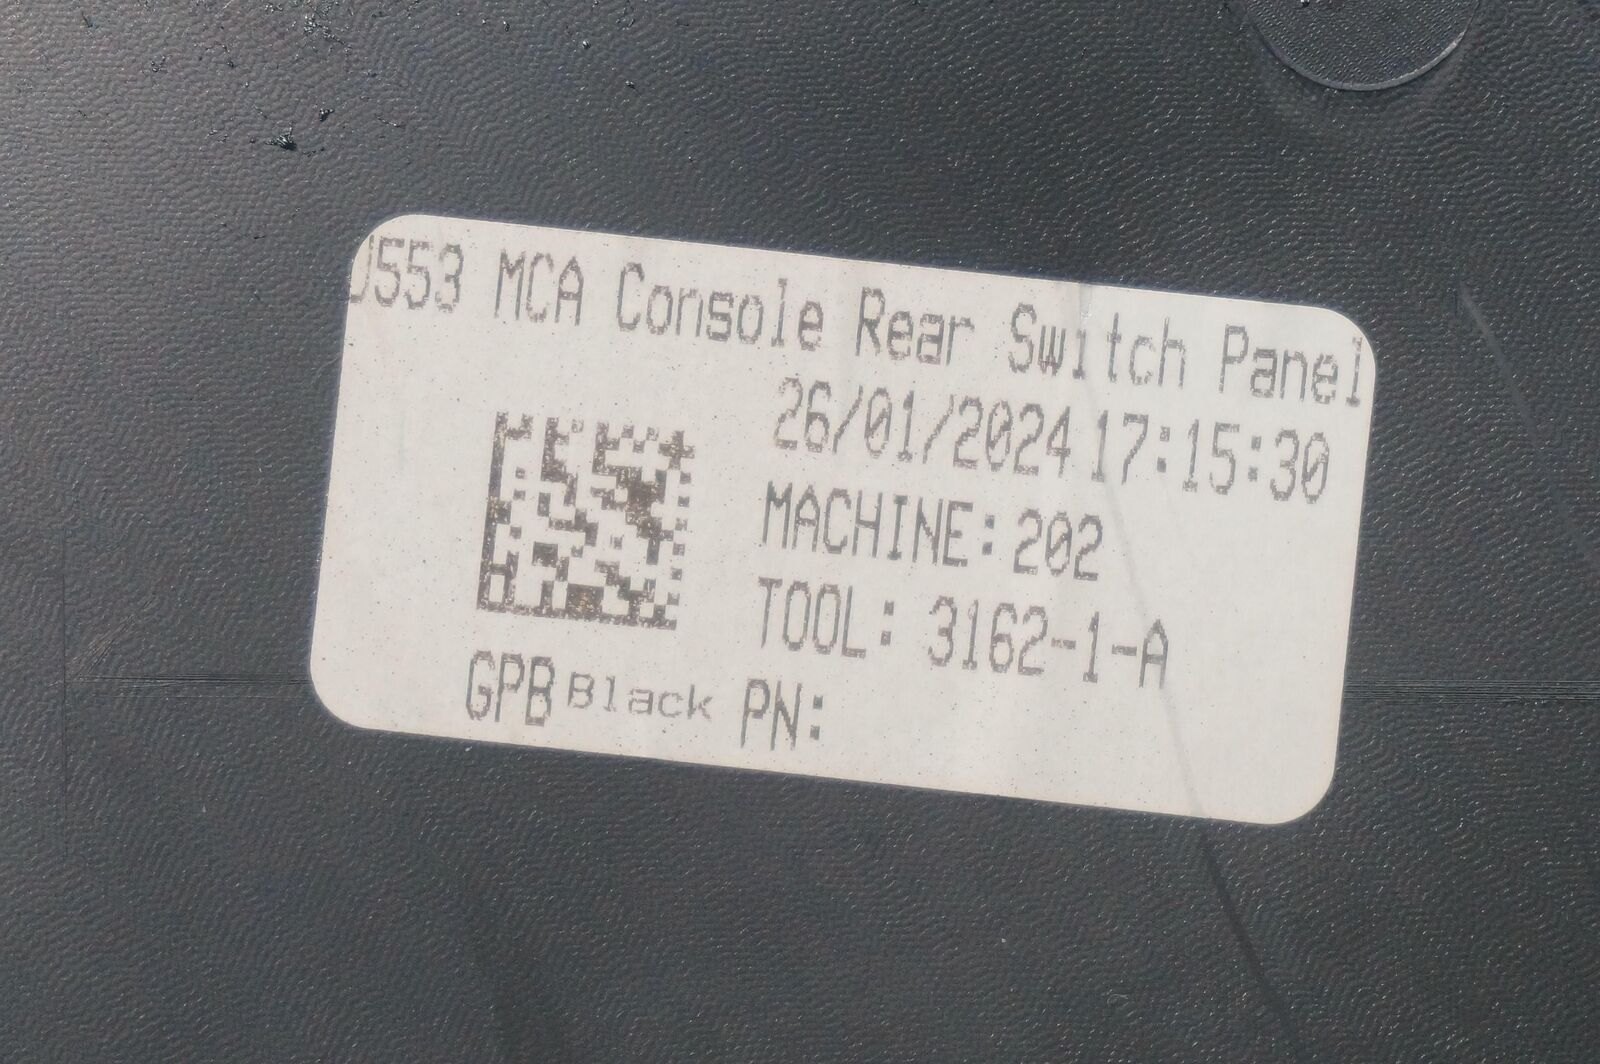 J553 MCA Console Rear Switch Panel
26/01/2024 17:15:30
MACHINE: 202
TOOL: 3162-1-A
GPB Black PN: